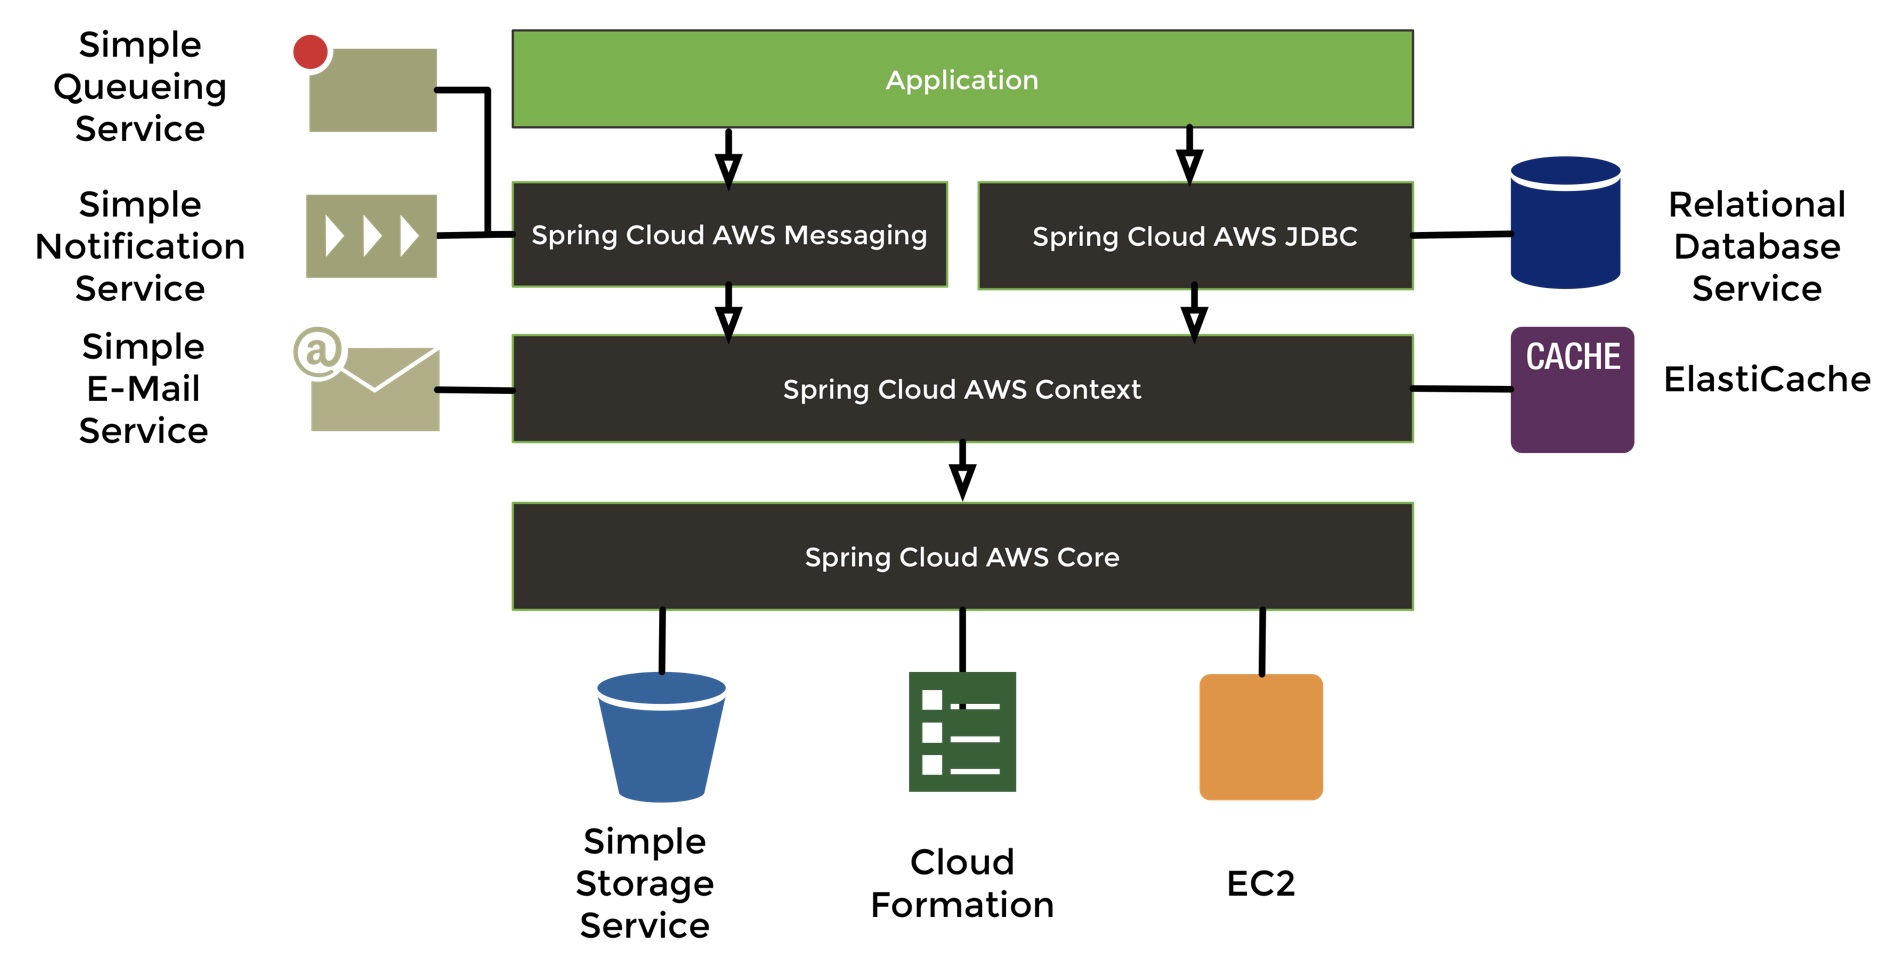 Simple
Queueing
Service
Application
Simple
Notification
Service
Spring Cloud AWS Messaging
Spring Cloud AWS JDBC
Relational
Database
Service
Simple
E-Mail
Service
@
Spring Cloud AWS Context
CACHE
ElastiCache
Spring Cloud AWS Core
Simple
Storage
Service
Cloud
Formation
EC2